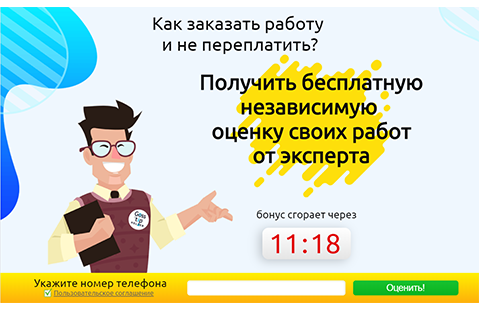 Как заказать работу
и не переплатить?
Получить бесплатную
независимую
оценку своих работ
от эксперта
бонус сгорает через
11:18
Укажите номер телефона
Пользовательское соглашение
Оценить!